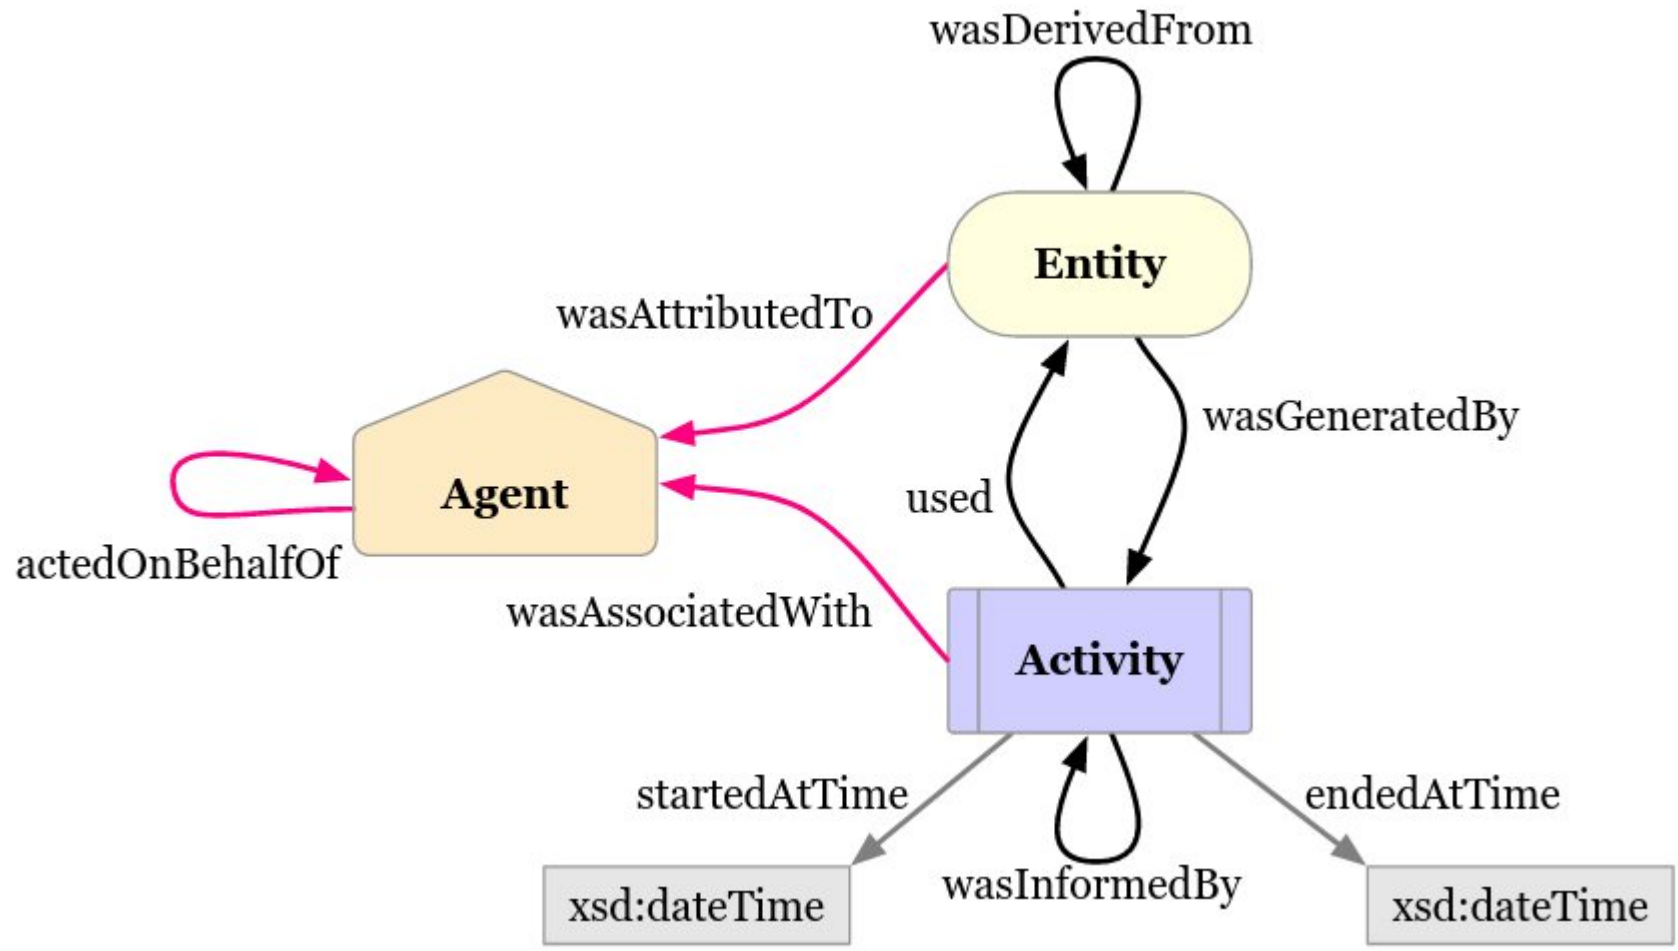 wasDerivedFrom
Entity
wasAttributedTo
wasGeneratedBy
Agent
used
actedOnBehalfOf
wasAssociatedWith
Activity
startedAtTime
endedAtTime
wasInformedBy
xsd:dateTime
xsd:dateTime